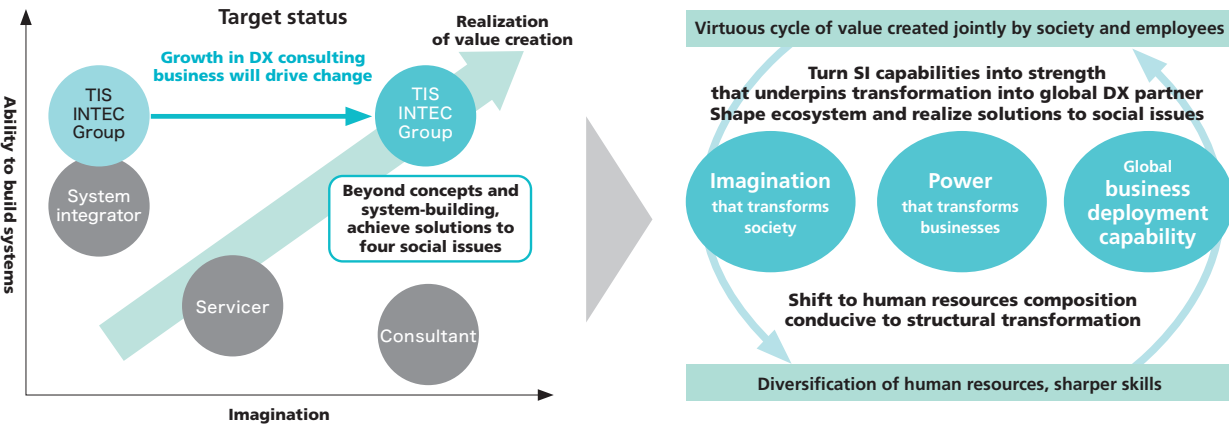 Target status
Realization
of value creation
Growth in DX consulting
business will drive change
TIS
INTEC
Group
TIS
INTEC
Group
System
integrator
Beyond concepts and
system-building,
achieve solutions to
four social issues
Servicer
Consultant
Ability to build systems
Imagination
Virtuous cycle of value created jointly by society and employees
Turn SI capabilities into strength
that underpins transformation into global DX partner
Shape ecosystem and realize solutions to social issues
Imagination
that transforms
society
Power
that transforms
businesses
Global
business
deployment
capability
Shift to human resources composition
conducive to structural transformation
Diversification of human resources, sharper skills